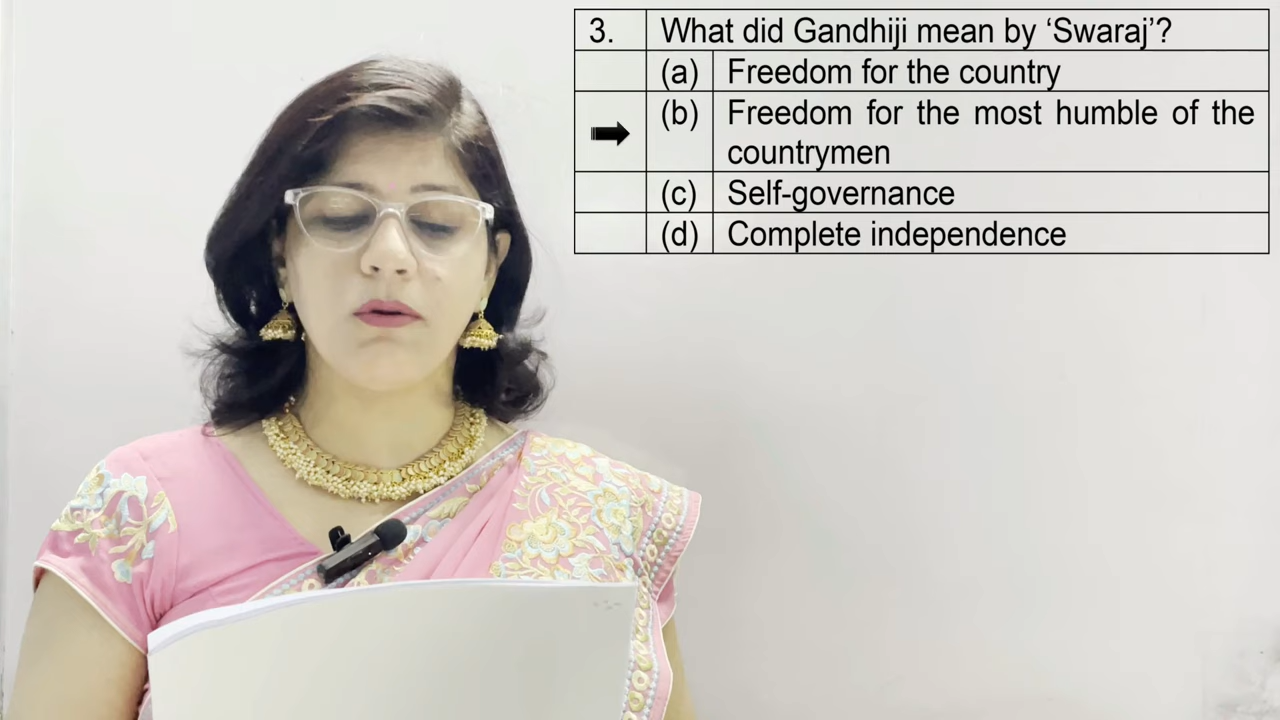 3. What did Gandhiji mean by ‘Swaraj’?
(a) Freedom for the country
(b) Freedom for the most humble of the
countrymen
(c) Self-governance
(d) Complete independence